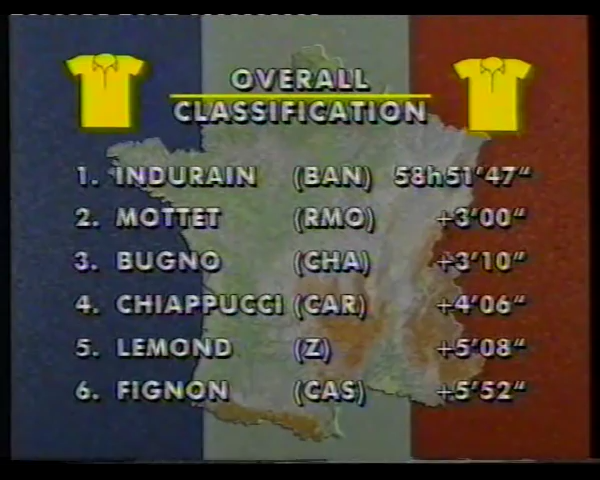 OVERALL
CLASSIFICATION
1. INDURAIN (BAN) 58h51'47"
2. MOTTET (RMO) +3'00"
3. BUGNO (CHA) +3'10"
4. CHIAPPUCCI (CAR) +4'06"
5. LEMOND (Z) +5'08"
6. FIGNON (CAS) +5'52"